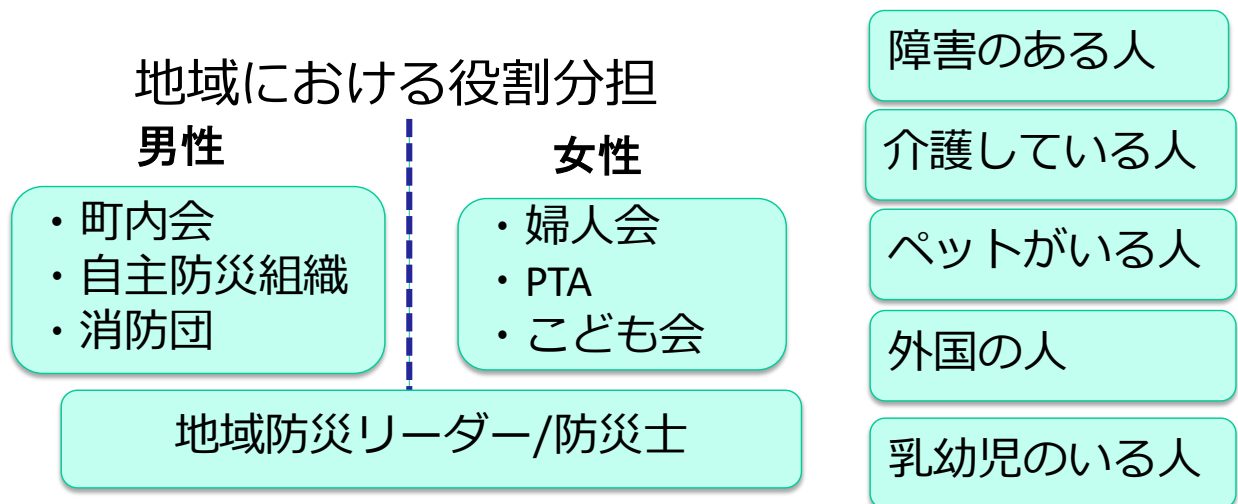 地域における役割分担
男性
・町内会
・自主防災組織
・消防団
女性
・婦人会
・PTA
・こども会
地域防災リーダー/防災士
障害のある人
介護している人
ペットがいる人
外国の人
乳幼児のいる人